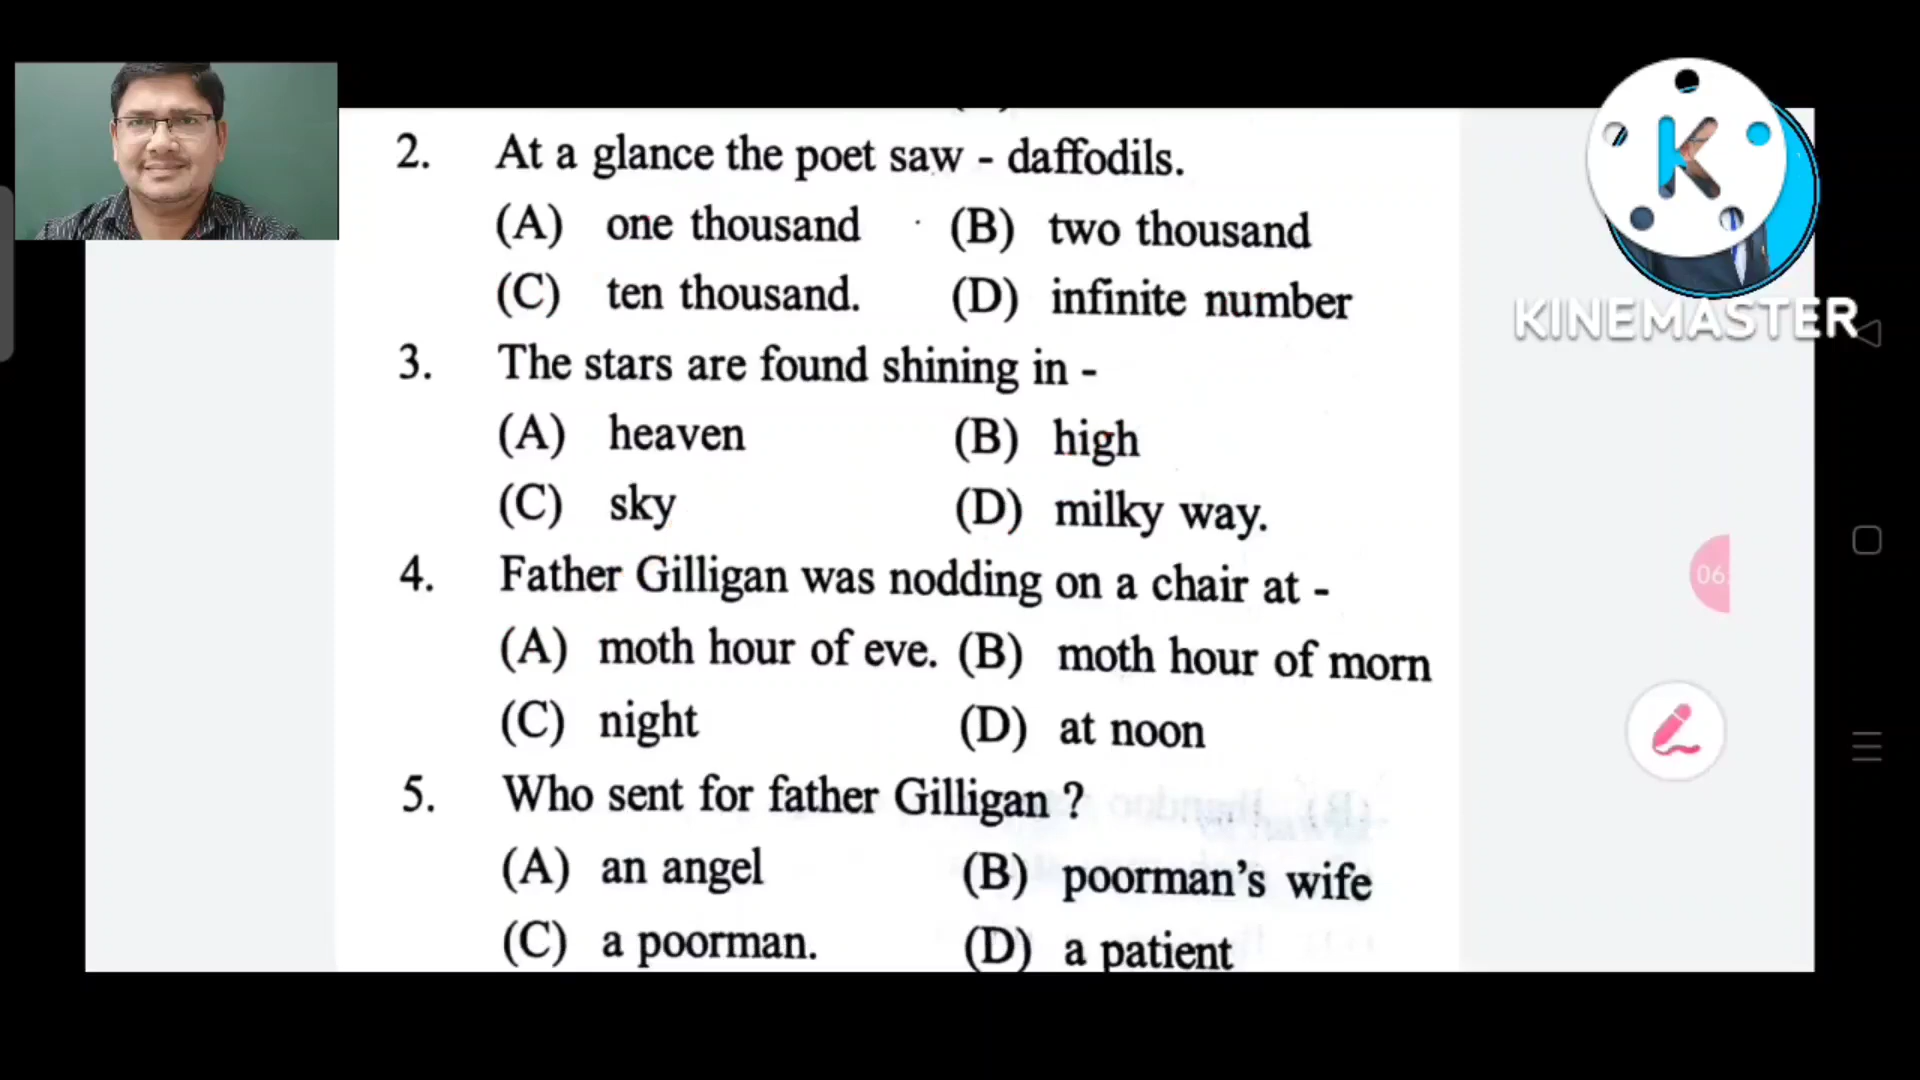 2. At a glance the poet saw - daffodils.
(A) one thousand (B) two thousand
(C) ten thousand. (D) infinite number
3. The stars are found shining in -
(A) heaven (B) high
(C) sky (D) milky way.
4. Father Gilligan was nodding on a chair at -
(A) moth hour of eve. (B) moth hour of morn
(C) night (D) at noon
5. Who sent for father Gilligan ?
(A) an angel (B) poorman's wife
(C) a poorman. (D) a patient
K
KINEMASTER
06